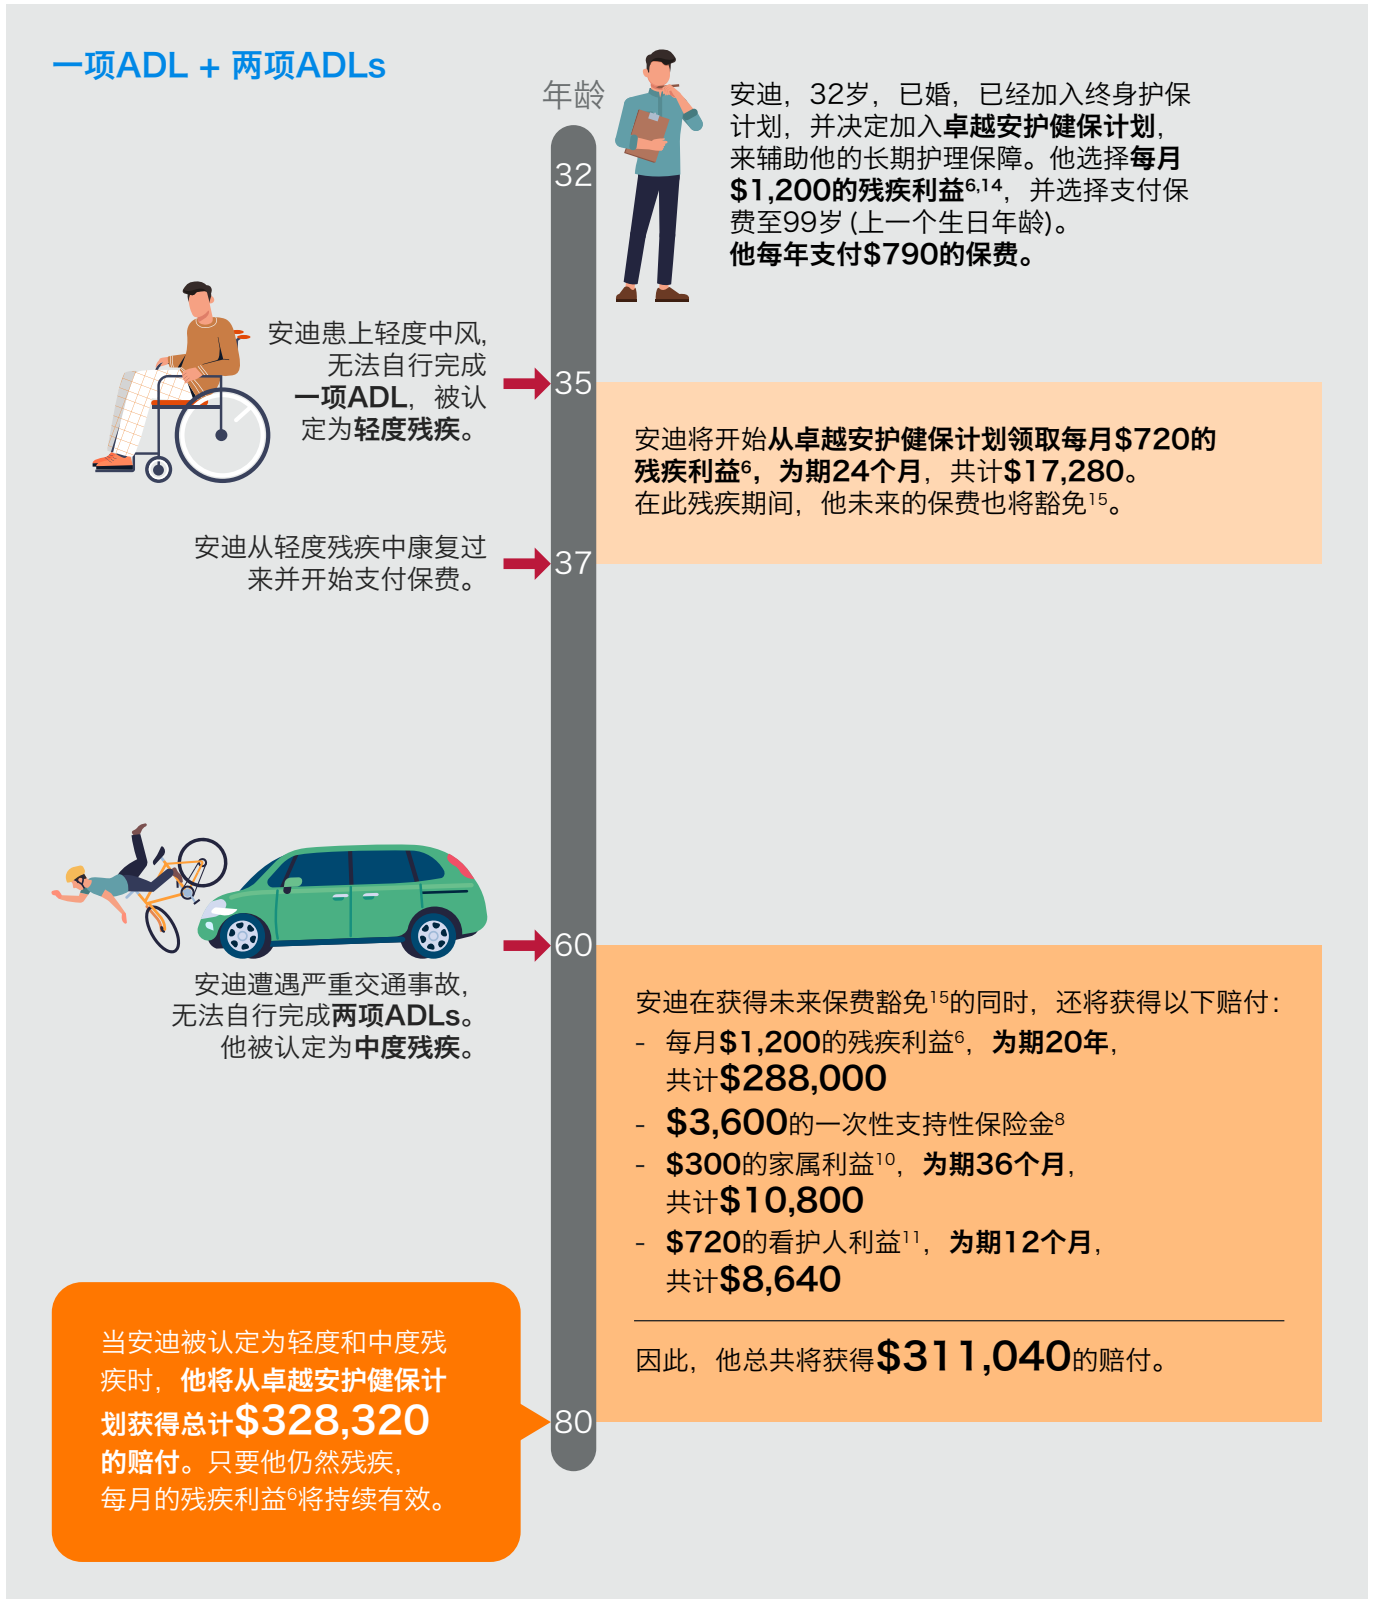 一项ADL + 两项ADLs
年龄
32
安迪，32岁，已婚，已经加入终身护保
计划，并决定加入卓越安护健保计划，
来辅助他的长期护理保障。他选择每月
$1,200的残疾利益6,14，并选择支付保
费至99岁 (上一个生日年龄)。
他每年支付$790的保费。
安迪患上轻度中风，
无法自行完成
一项ADL，被认
定为轻度残疾。
35
安迪将开始从卓越安护健保计划领取每月$720的
残疾利益6，为期24个月，共计$17,280。
在此残疾期间，他未来的保费也将豁免15。
安迪从轻度残疾中康复过
来并开始支付保费。
37
安迪遭遇严重交通事故，
无法自行完成两项ADLs。
他被认定为中度残疾。
60
安迪在获得未来保费豁免15的同时，还将获得以下赔付：
- 每月$1,200的残疾利益6，为期20年，
共计$288,000
- $3,600的一次性支持性保险金8
- $300的家属利益10，为期36个月，
共计$10,800
- $720的看护人利益11，为期12个月，
共计$8,640
因此，他总共将获得$311,040的赔付。
当安迪被认定为轻度和中度残
疾时，他将从卓越安护健保计
划获得总计$328,320
的赔付。只要他仍然残疾，
每月的残疾利益6将持续有效。
80